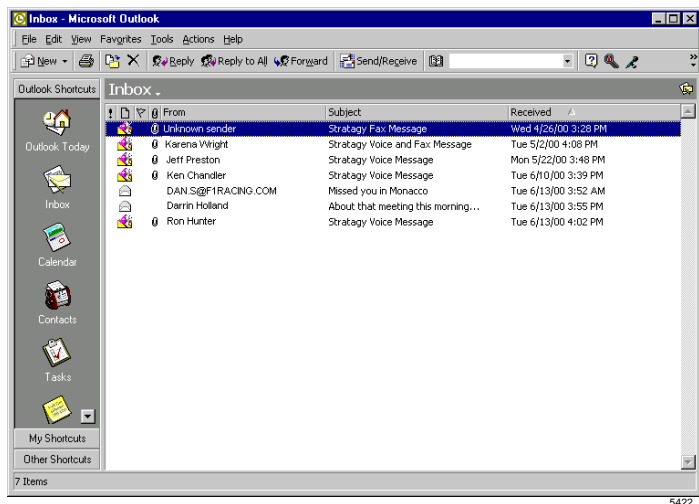 Inbox - Microsoft Outlook
File Edit View Favorites Tools Actions Help
New Reply Reply to All Forward Send/Receive
Outlook Shortcuts Inbox
! From Subject Received
Unknown sender Stratagy Fax Message Wed 4/26/00 3:28 PM
Karena Wright Stratagy Voice and Fax Message Tue 5/2/00 4:08 PM
Jeff Preston Stratagy Voice Message Mon 5/22/00 3:48 PM
Ken Chandler Stratagy Voice Message Tue 6/10/00 3:39 PM
DAN.S@F1RACING.COM Missed you in Monacco Tue 6/13/00 3:52 AM
Darrin Holland About that meeting this morning... Tue 6/13/00 3:55 PM
Ron Hunter Stratagy Voice Message Tue 6/13/00 4:02 PM
Outlook Today
Inbox
Calendar
Contacts
Tasks
My Shortcuts
Other Shortcuts
7 Items
5422